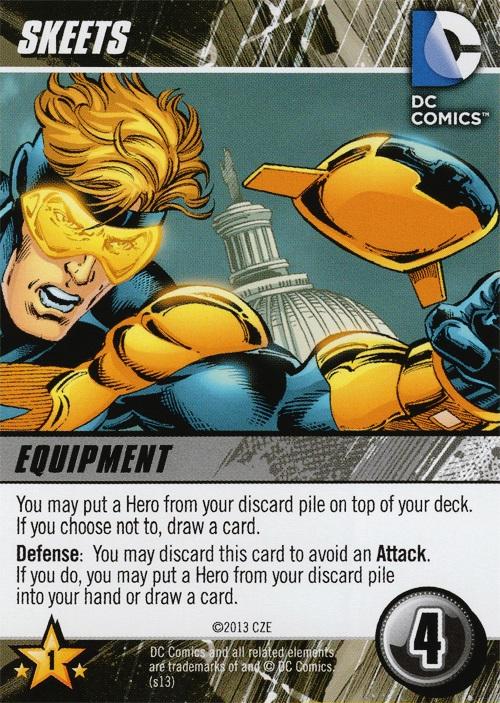 SKEETS
DC
COMICS™
EQUIPMENT
You may put a Hero from your discard pile on top of your deck.
If you choose not to, draw a card.
Defense: You may discard this card to avoid an Attack.
If you do, you may put a Hero from your discard pile
into your hand or draw a card.
©2013 CZE
1
DC Comics and all related elements
are trademarks of and © DC Comics.
(s13)
4